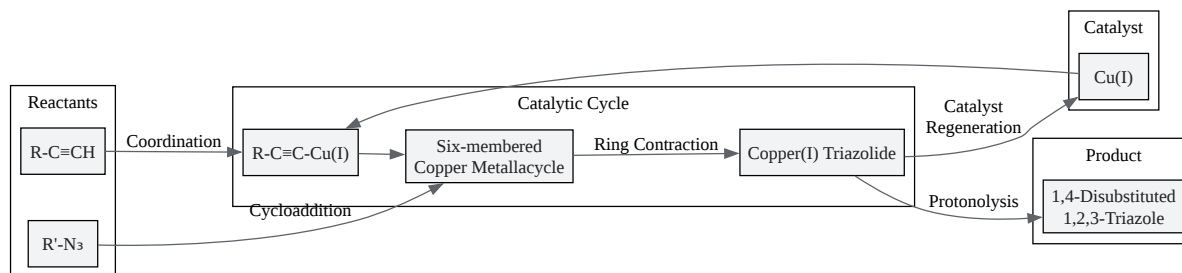 Reactants
R-C≡CH
R'-N₃
Coordination
Cycloaddition
Catalytic Cycle
R-C≡C-Cu(I)
Six-membered
Copper Metallacycle
Ring Contraction
Copper(I) Triazolide
Catalyst
Regeneration
Protonolysis
Catalyst
Cu(I)
Product
1,4-Disubstituted
1,2,3-Triazole